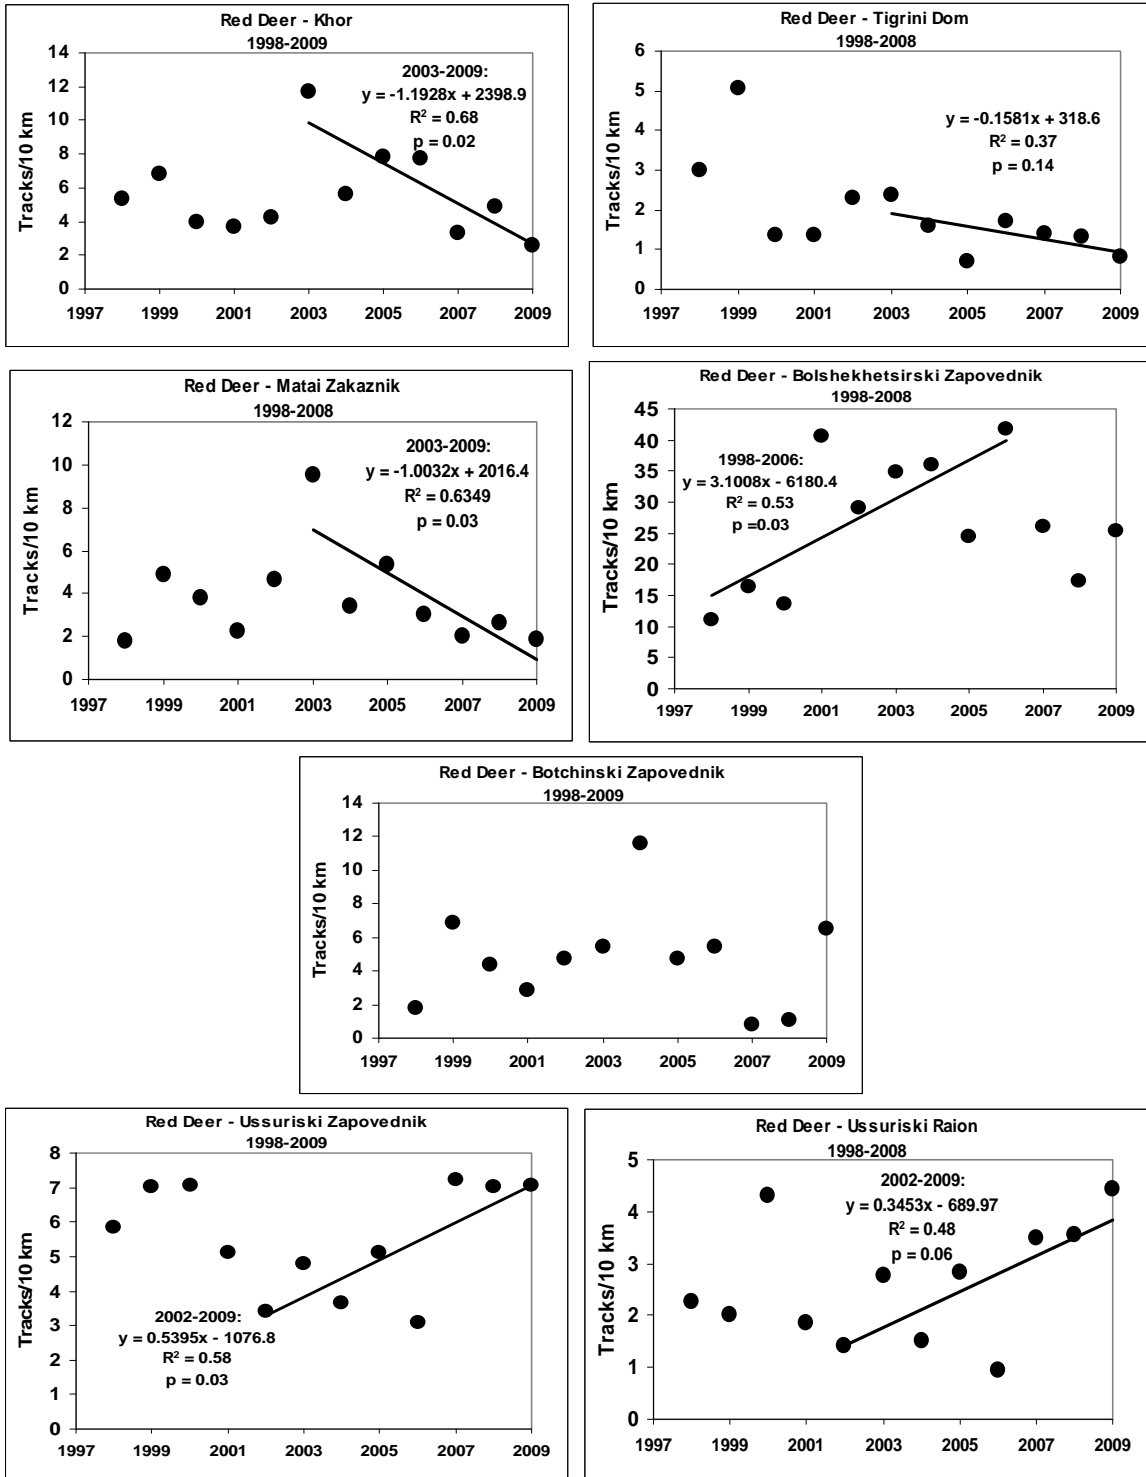 Red Deer - Khor
1998-2009
Tracks/10 km
14
12
10
8
6
4
2
0
2003-2009:
y = -1.1928x + 2398.9
R² = 0.68
p = 0.02
1997 1999 2001 2003 2005 2007 2009
Red Deer - Tigrini Dom
1998-2008
Tracks/10 km
6
5
4
3
2
1
0
y = -0.1581x + 318.6
R² = 0.37
p = 0.14
1997 1999 2001 2003 2005 2007 2009
Red Deer - Matai Zakaznik
1998-2008
Tracks/10 km
12
10
8
6
4
2
0
2003-2009:
y = -1.0032x + 2016.4
R² = 0.6349
p = 0.03
1997 1999 2001 2003 2005 2007 2009
Red Deer - Bolshekhetsirski Zapovednik
1998-2008
Tracks/10 km
45
40
35
30
25
20
15
10
5
0
1998-2006:
y = 3.1008x - 6180.4
R² = 0.53
p =0.03
1997 1999 2001 2003 2005 2007 2009
Red Deer - Botchinski Zapovednik
1998-2009
Tracks/10 km
14
12
10
8
6
4
2
0
1997 1999 2001 2003 2005 2007 2009
Red Deer - Ussuriski Zapovednik
1998-2009
Tracks/10 km
8
7
6
5
4
3
2
1
0
2002-2009:
y = 0.5395x - 1076.8
R² = 0.58
p = 0.03
1997 1999 2001 2003 2005 2007 2009
Red Deer - Ussuriski Raion
1998-2008
Tracks/10 km
5
4
3
2
1
0
2002-2009:
y = 0.3453x - 689.97
R² = 0.48
p = 0.06
1997 1999 2001 2003 2005 2007 2009